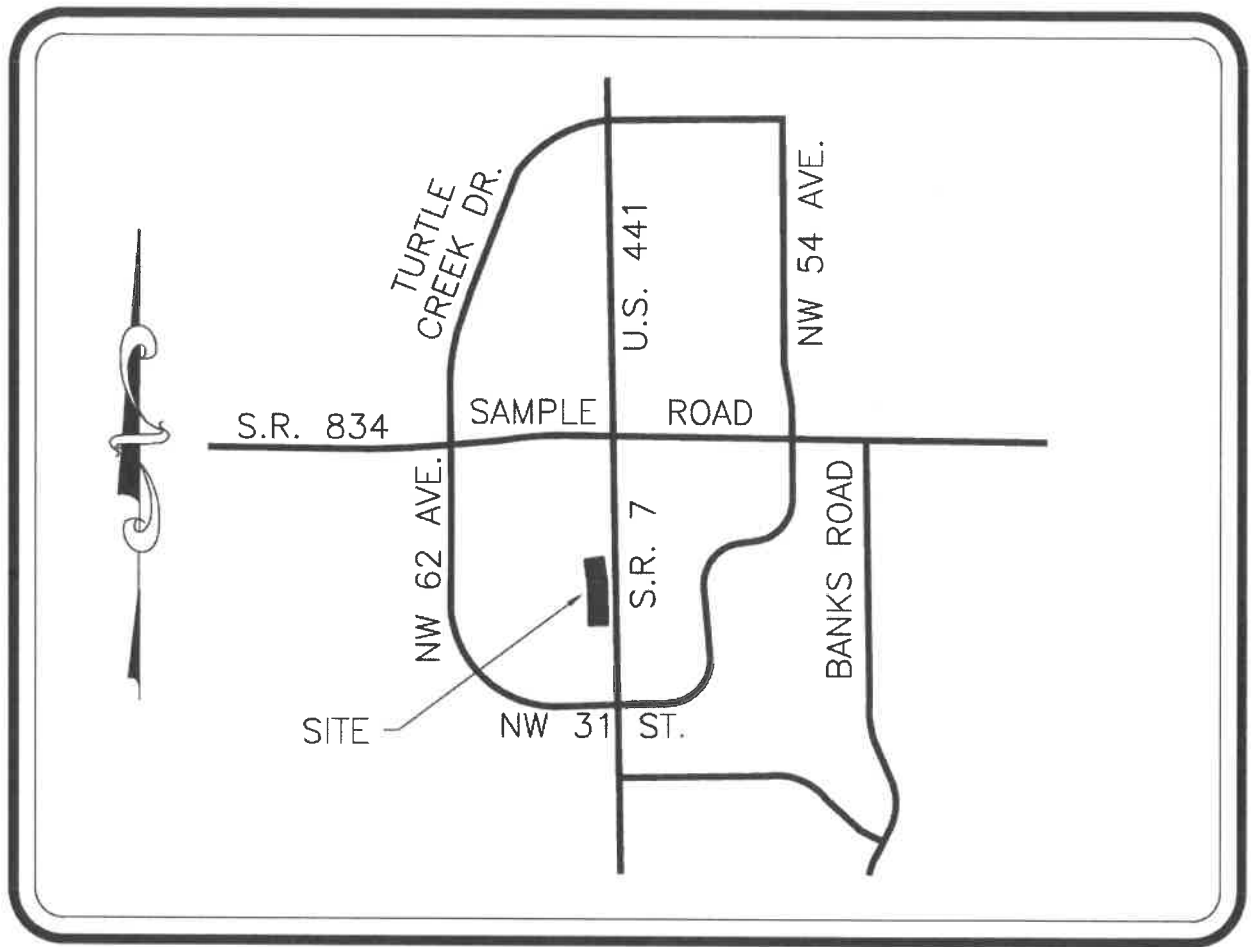 TURTLE
CREEK DR.
U.S. 441
NW 54 AVE.
S.R. 834
SAMPLE ROAD
NW 62 AVE.
S.R. 7
BANKS ROAD
SITE
NW 31 ST.